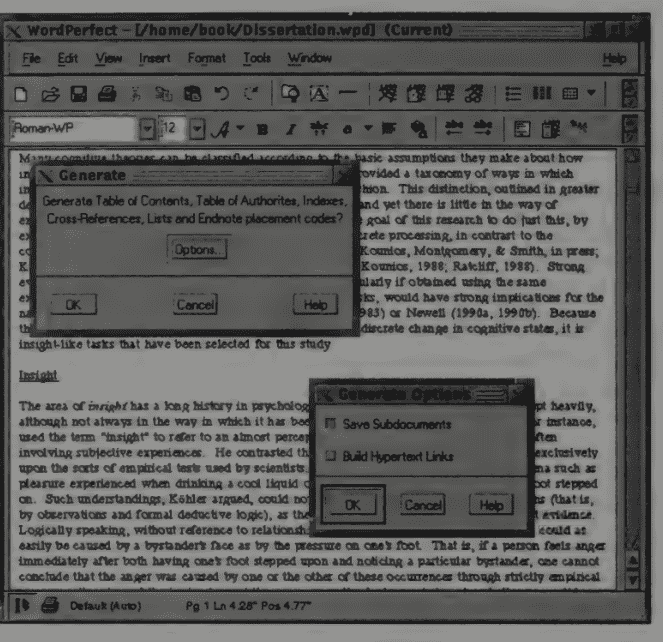 WordPerfect – [/home/book/Dissertation.wpd] (Current)
File Edit View Insert Format Tools Window Help
Roman-WP 12
Many cognitive theories can be classified according to the basic assumptions they make about how
ovided a taxonomy of ways in which
hion. This distinction, outlined in greater
and yet there is little in the way of
goal of this research to do just this, by
crete processing, in contrast to the
Kounios, Montgomery, & Smith, in press;
Kounios, 1988; Ratcliff, 1988). Strong
ularly if obtained using the same
ks, would have strong implications for the
983) or Newell (1990a, 1990b). Because
discrete change in cognitive states, it is
insight-like tasks that have been selected for this study
Generate
Generate Table of Contents, Table of Authorites, Indexes,
Cross-References, Lists and Endnote placement codes?
Options...
OK Cancel Help
Insight
The area of insight has a long history in psycholog pt heavily,
although not always in the way in which it has bee r instance,
used the term "insight" to refer to an almost percep ften
involving subjective experiences. He contrasted th exclusively
upon the sorts of empirical tests used by scientists. na such as
pleasure experienced when drinking a cool liquid oot stepped
on. Such understandings, Köhler argued, could no ns (that is,
by observations and formal deductive logic), as the t evidence.
Logically speaking, without reference to relationsh could as
easily be caused by a bystander's face as by the pressure on one's foot. That is, if a person feels anger
immediately after both having one's foot stepped upon and noticing a particular bystander, one cannot
conclude that the anger was caused by one or the other of these occurrences through strictly empirical
Generate Options
Save Subdocuments
Build Hypertext Links
OK Cancel Help
Default (Auto) Pg 1 Ln 4.28" Pos 4.77"